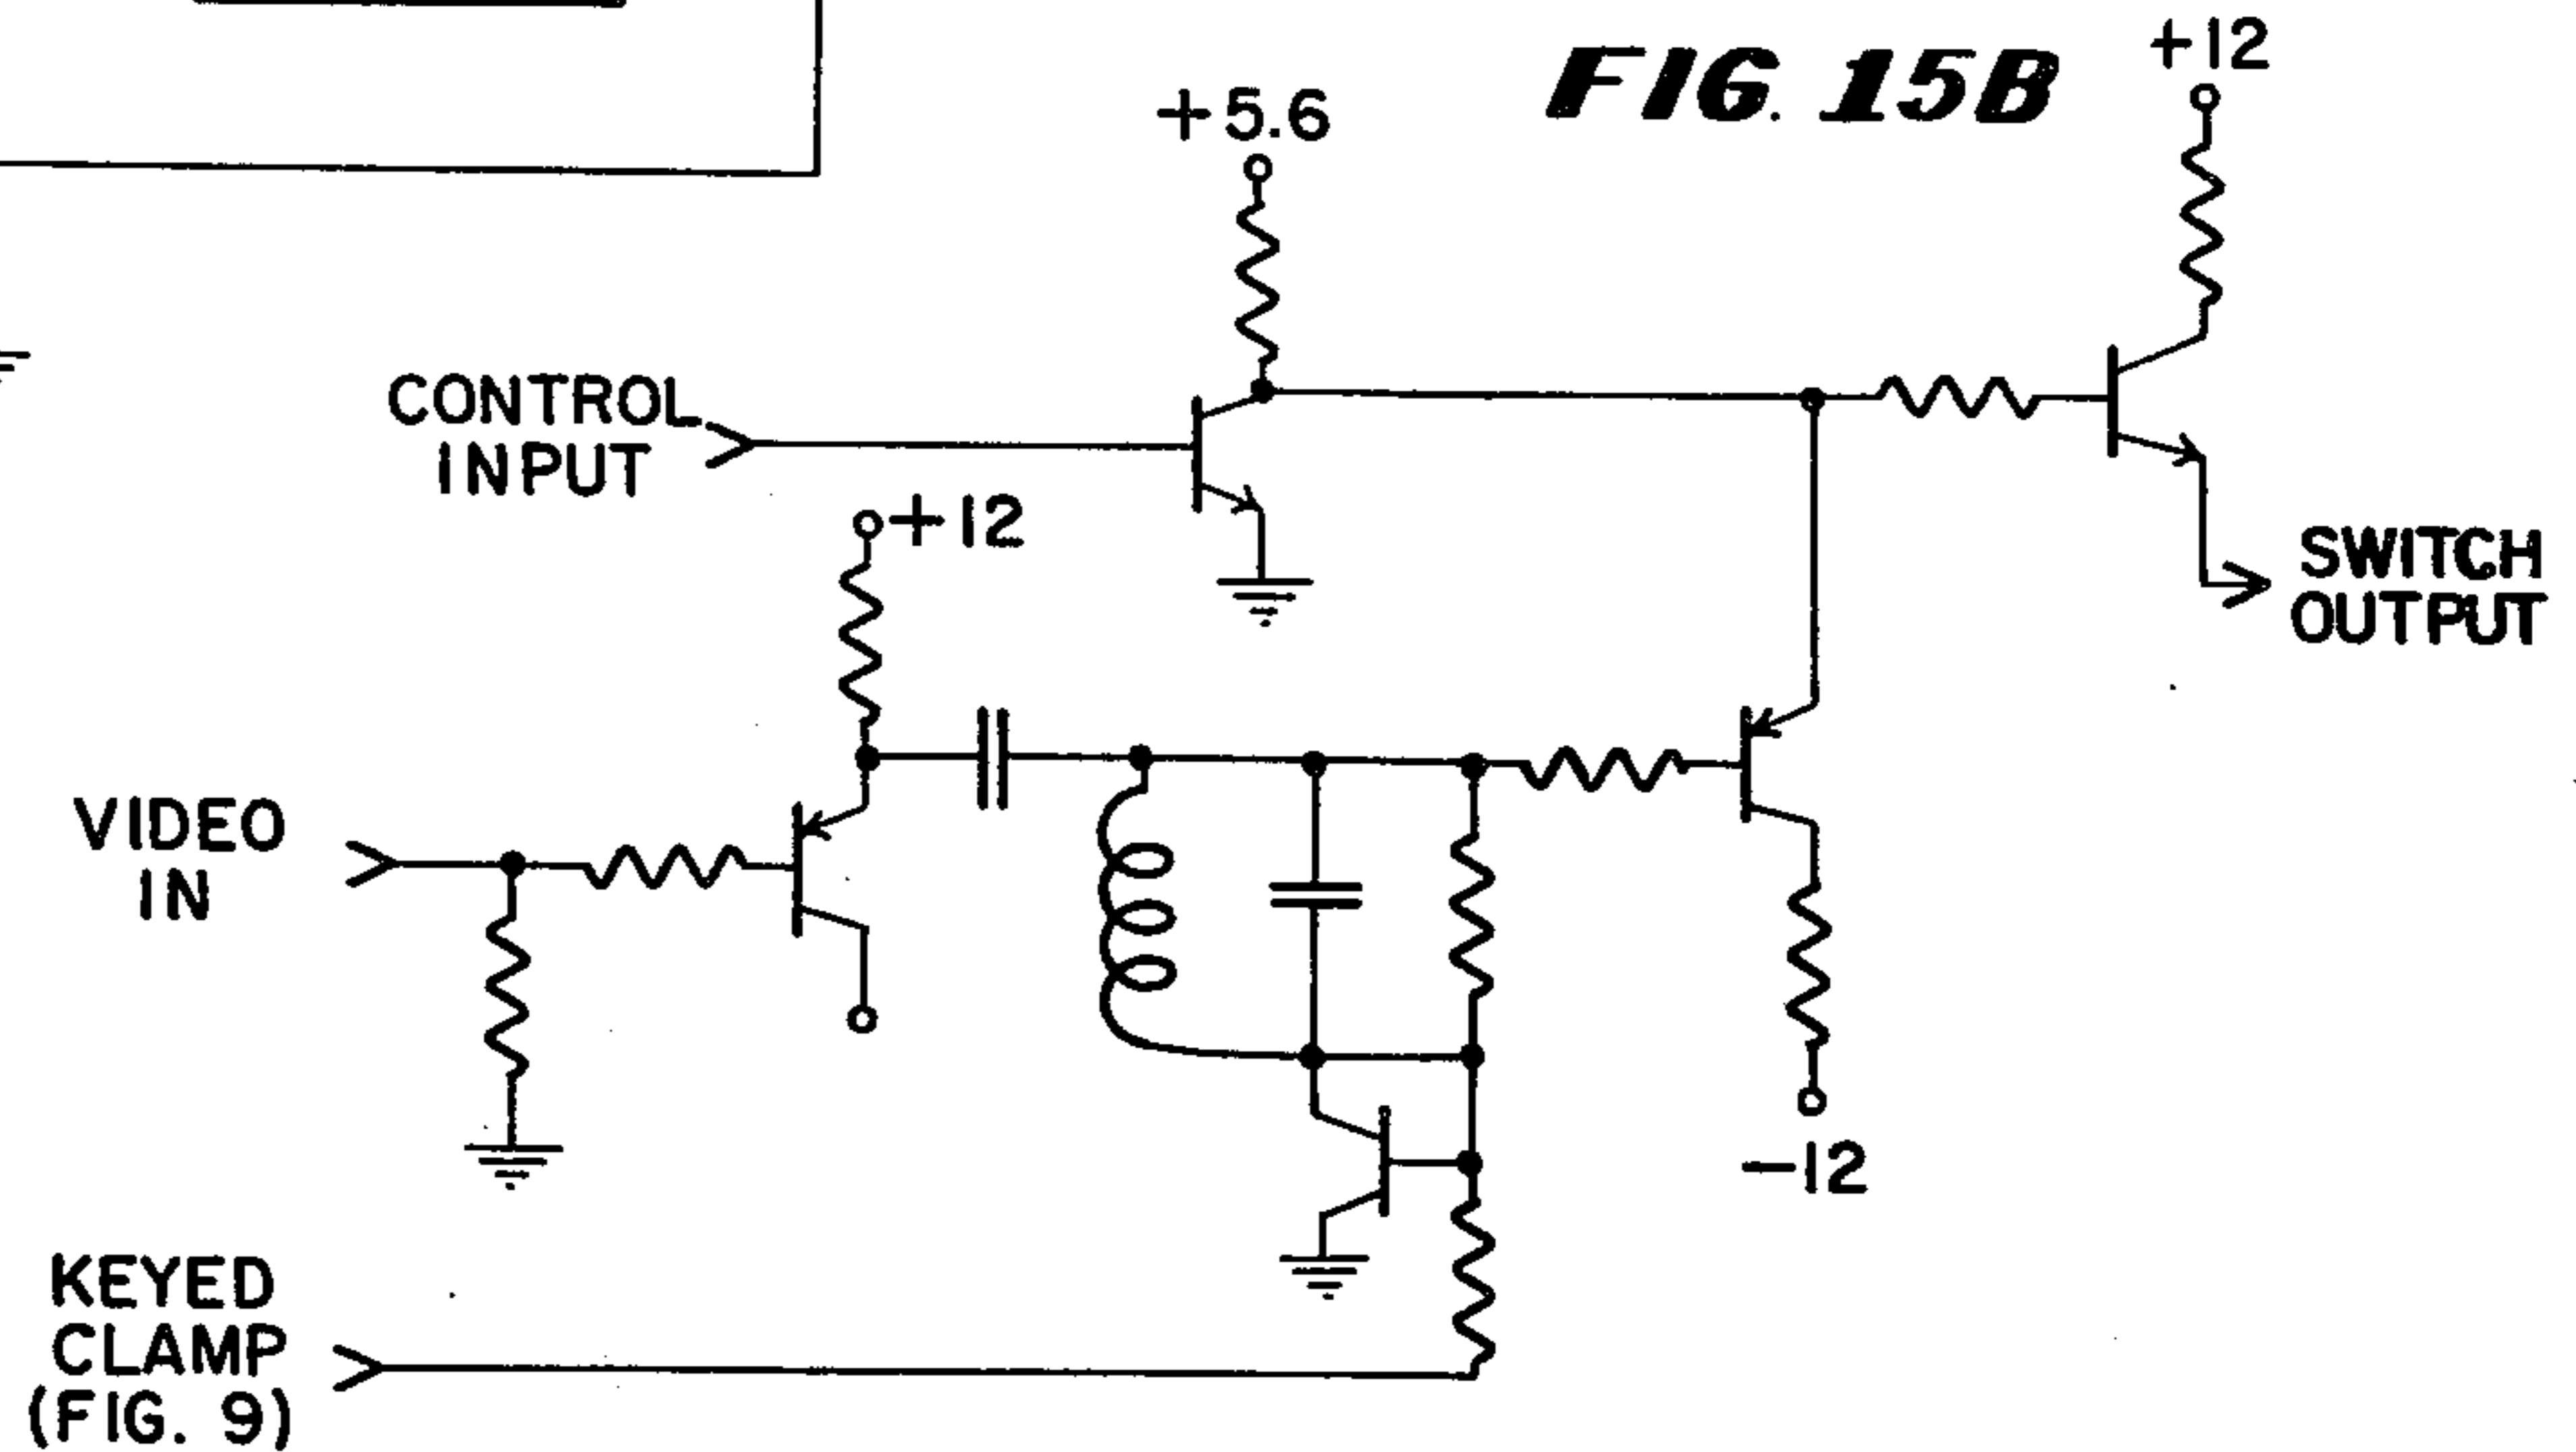 FIG. 15B
+12
+5.6
CONTROL
INPUT
+12
SWITCH
OUTPUT
VIDEO
IN
-12
KEYED
CLAMP
(FIG. 9)